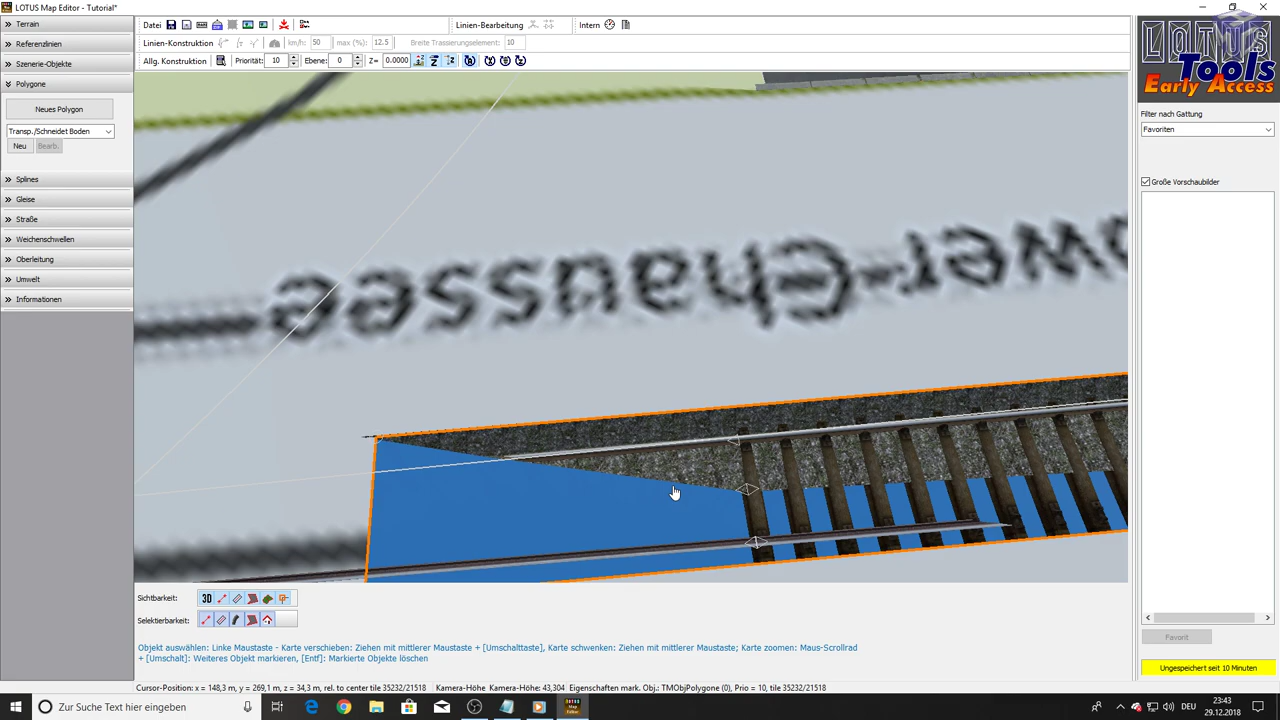 LOTUS Map Editor - Tutorial*
Terrain
Referenzlinien
Szenerie-Objekte
Polygone
Neues Polygon
Transp./Schneidet Boden
Neu Bearb.
Splines
Gleise
Straße
Weichenschwellen
Oberleitung
Umwelt
Informationen
Datei Linien-Bearbeitung Intern
Linien-Konstruktion km/h: 50 max (%): 12.5 Breite Trassierungselement: 10
Allg. Konstruktion Priorität: 10 Ebene: 0 Z= 0.0000
ower-Chaussee
LOTUS
Tools
Early Access
Filter nach Gattung
Favoriten
Große Vorschaubilder
Favorit
Ungespeichert seit 10 Minuten
Sichtbarkeit: 3D
Selektierbarkeit:
Objekt auswählen: Linke Maustaste - Karte verschieben: Ziehen mit mittlerer Maustaste + [Umschalttaste], Karte schwenken: Ziehen mit mittlerer Maustaste; Karte zoomen: Maus-Scrollrad
+ [Umschalt]: Weiteres Objekt markieren, [Entf]: Markierte Objekte löschen
Cursor-Position: x = 148,3 m, y = 269,1 m, z = 34,3 m, rel. to center tile 35232/21518 Kamera-Höhe Kamera-Höhe: 43,304 Eigenschaften mark. Obj.: TMObjPolygone (), Prio = 10, tile 35232/21518
Zur Suche Text hier eingeben
DEU
23:43
29.12.2018